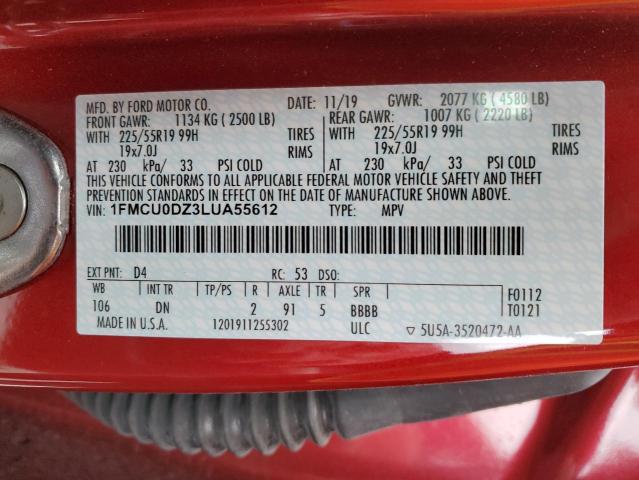 MFD. BY FORD MOTOR CO. DATE: 11/19 GVWR: 2077 KG ( 4580 LB)
FRONT GAWR: 1134 KG ( 2500 LB) REAR GAWR: 1007 KG ( 2220 LB)
WITH 225/55R19 99H TIRES WITH 225/55R19 99H TIRES
19x7.0J RIMS 19x7.0J RIMS
AT 230 kPa/ 33 PSI COLD AT 230 kPa/ 33 PSI COLD
THIS VEHICLE CONFORMS TO ALL APPLICABLE FEDERAL MOTOR VEHICLE SAFETY AND THEFT
PREVENTION STANDARDS IN EFFECT ON THE DATE OF MANUFACTURE SHOWN ABOVE.
VIN: 1FMCU0DZ3LUA55612 TYPE: MPV
EXT PNT: D4 RC: 53 DSO:
WB INT TR TP/PS R AXLE TR SPR F0112
106 DN 2 91 5 BBBB T0121
MADE IN U.S.A. 1201911255302 ULC ▽ 5U5A-3520472-AA